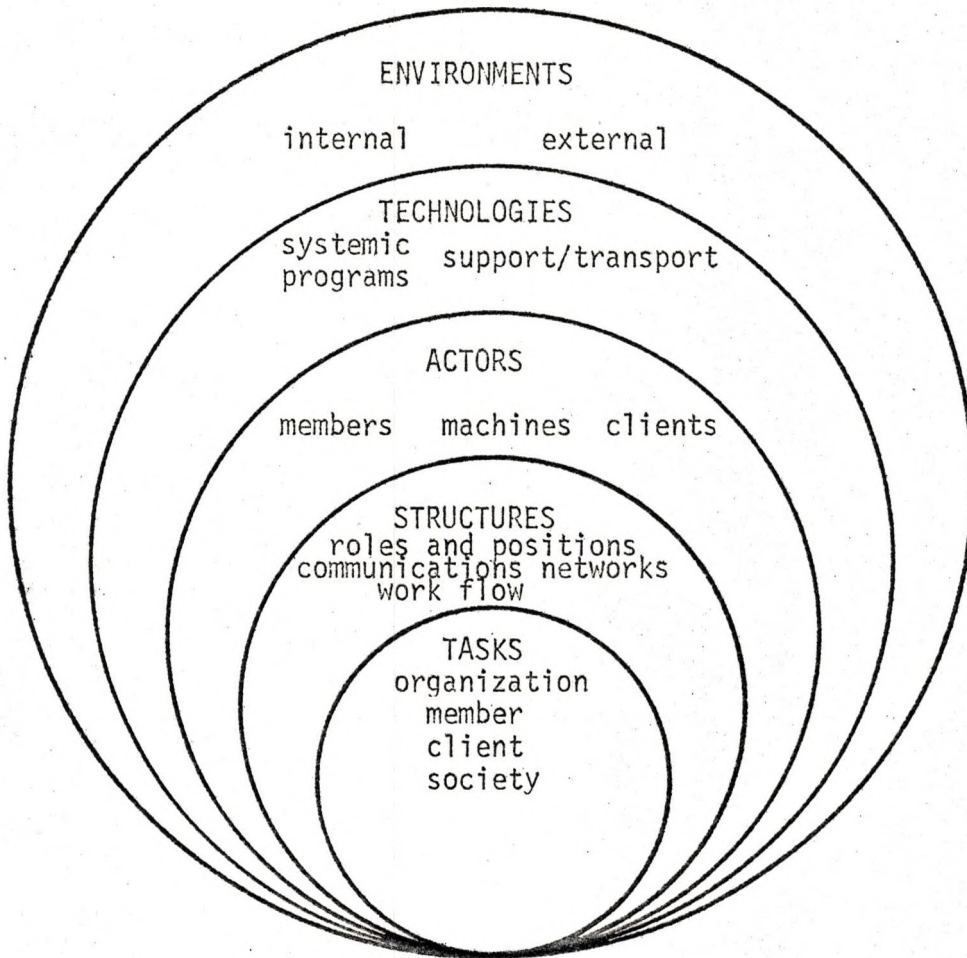 ENVIRONMENTS
internal external
TECHNOLOGIES
systemic
programs support/transport
ACTORS
members machines clients
STRUCTURES
roles and positions
communications networks
work flow
TASKS
organization
member
client
society